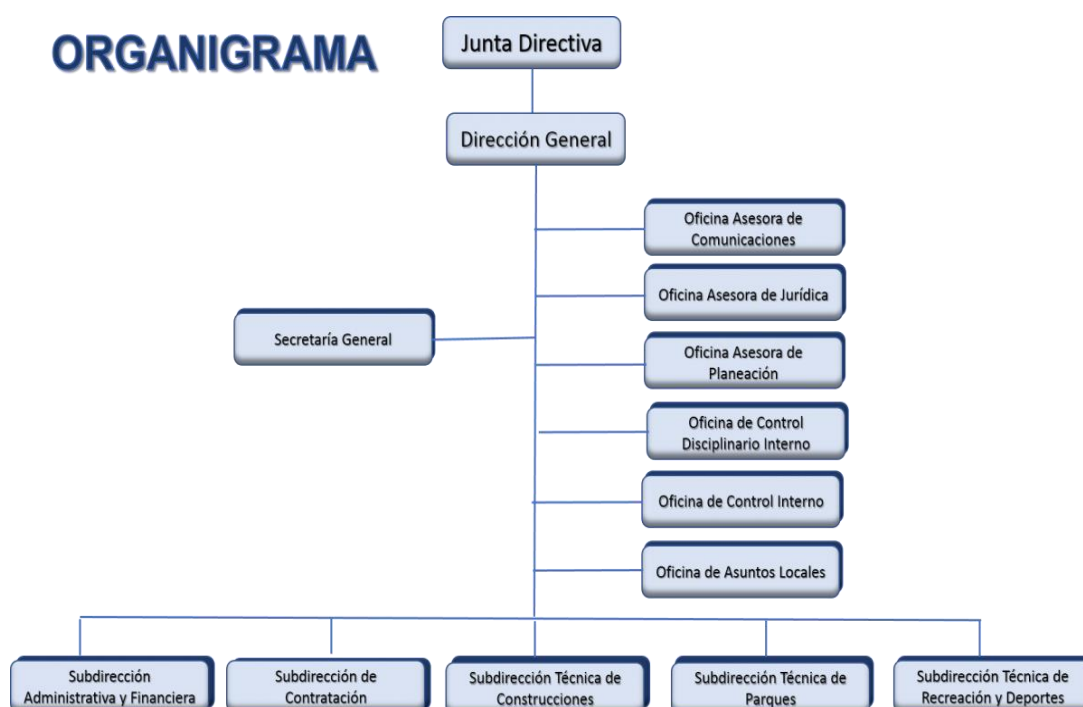 ORGANIGRAMA
Junta Directiva
Dirección General
Oficina Asesora de
Comunicaciones
Oficina Asesora de Jurídica
Secretaría General
Oficina Asesora de
Planeación
Oficina de Control
Disciplinario Interno
Oficina de Control Interno
Oficina de Asuntos Locales
Subdirección
Administrativa y Financiera
Subdirección de
Contratación
Subdirección Técnica de
Construcciones
Subdirección Técnica de
Parques
Subdirección Técnica de
Recreación y Deportes